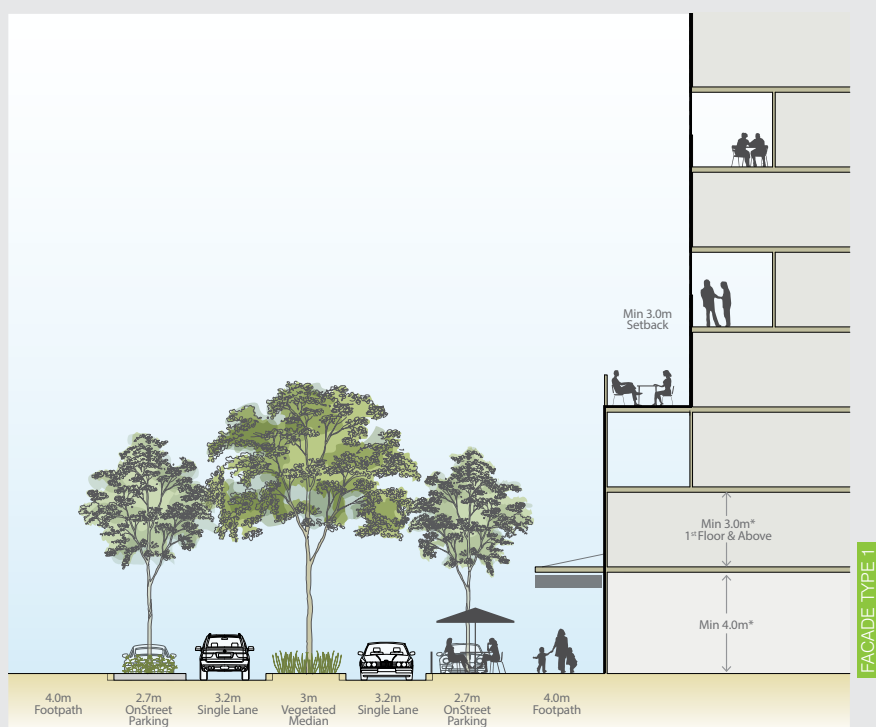 Min 3.0m
Setback
Min 3.0m*
1st Floor & Above
Min 4.0m*
FACADE TYPE 1
4.0m
Footpath
2.7m
OnStreet
Parking
3.2m
Single Lane
3m
Vegetated
Median
3.2m
Single Lane
2.7m
OnStreet
Parking
4.0m
Footpath